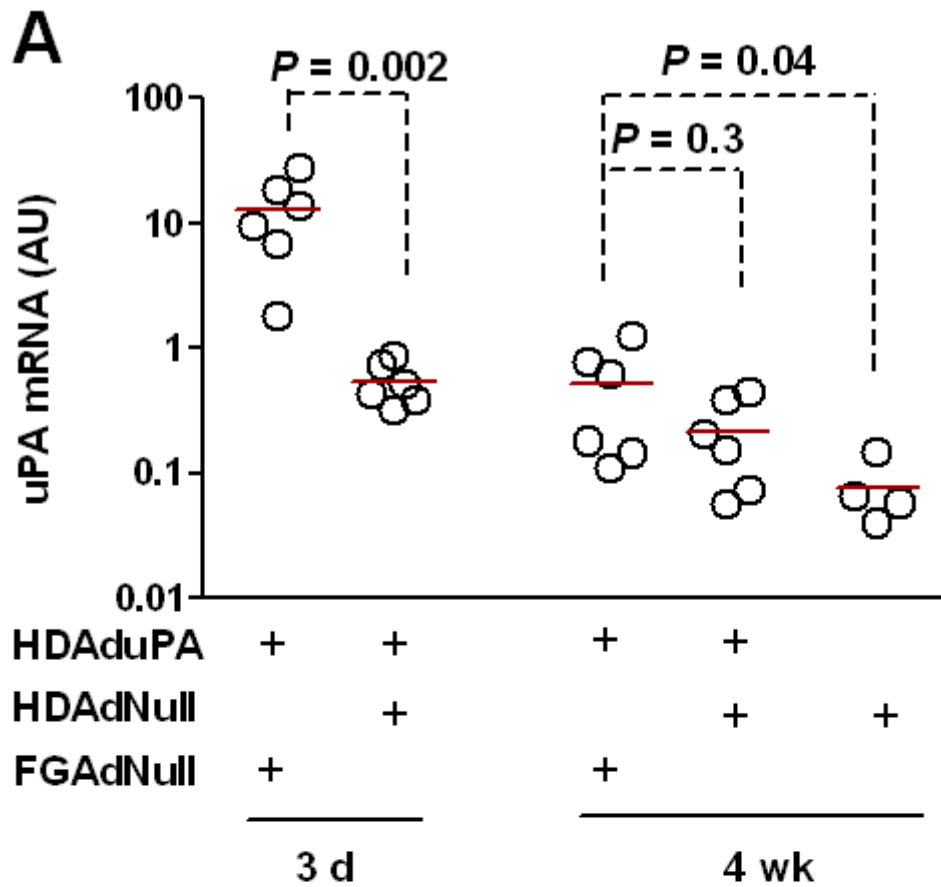 A
P = 0.002
P = 0.04
P = 0.3
uPA mRNA (AU)
100
10
1
0.1
0.01
HDAduPA + + + +
HDAdNull + + +
FGAdNull + +
3 d 4 wk